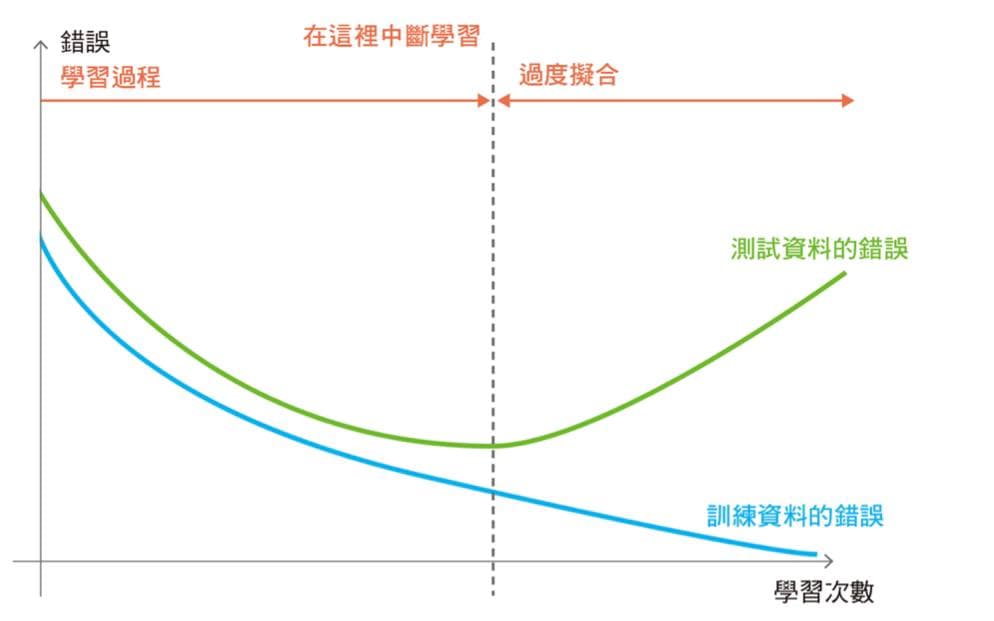 錯誤
在這裡中斷學習
學習過程
過度擬合
測試資料的錯誤
訓練資料的錯誤
學習次數